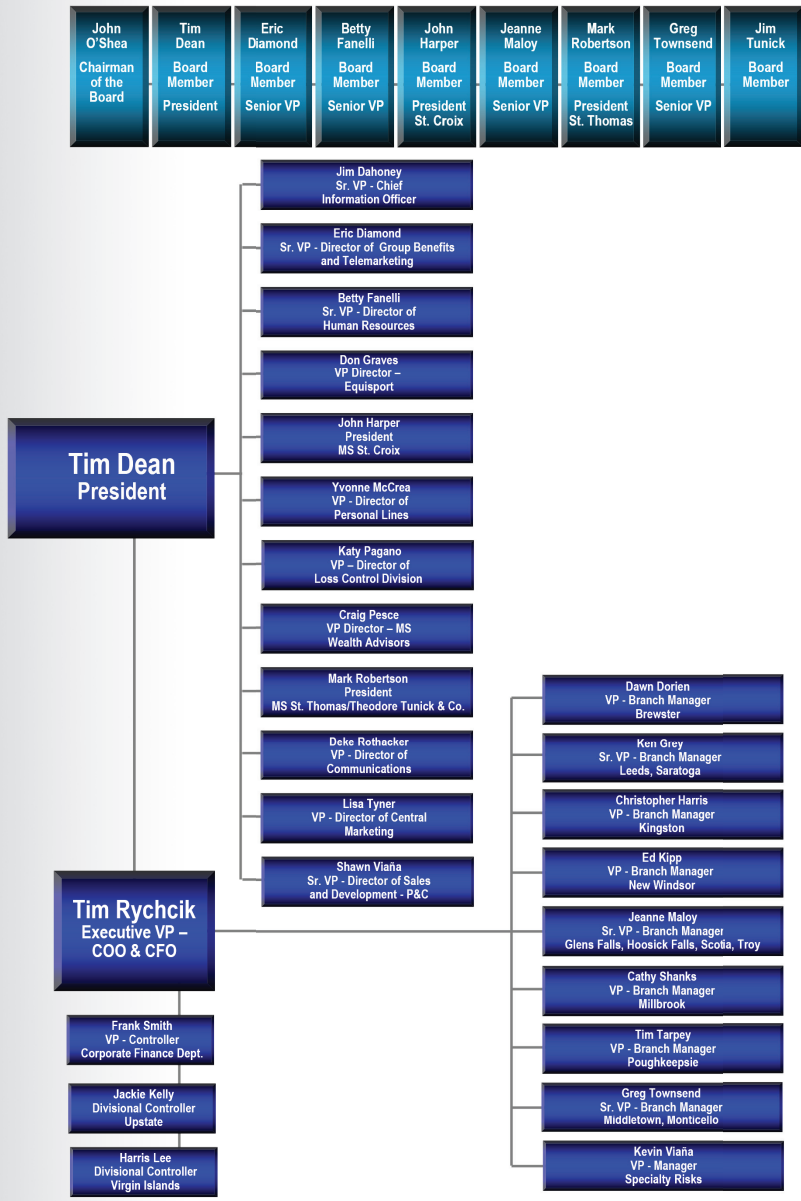 John
O'Shea
Chairman
of the
Board
Tim
Dean
Board
Member
President
Eric
Diamond
Board
Member
Senior VP
Betty
Fanelli
Board
Member
Senior VP
John
Harper
Board
Member
President
St. Croix
Jeanne
Maloy
Board
Member
Senior VP
Mark
Robertson
Board
Member
President
St. Thomas
Greg
Townsend
Board
Member
Senior VP
Jim
Tunick
Board
Member
Jim Dahoney
Sr. VP - Chief
Information Officer
Eric Diamond
Sr. VP - Director of Group Benefits
and Telemarketing
Betty Fanelli
Sr. VP - Director of
Human Resources
Don Graves
VP Director –
Equisport
John Harper
President
MS St. Croix
Yvonne McCrea
VP - Director of
Personal Lines
Katy Pagano
VP – Director of
Loss Control Division
Craig Pesce
VP Director – MS
Wealth Advisors
Mark Robertson
President
MS St. Thomas/Theodore Tunick & Co.
Deke Rothacker
VP - Director of
Communications
Lisa Tyner
VP - Director of Central
Marketing
Shawn Viaña
Sr. VP - Director of Sales
and Development - P&C
Tim Dean
President
Tim Rychcik
Executive VP –
COO & CFO
Frank Smith
VP - Controller
Corporate Finance Dept.
Jackie Kelly
Divisional Controller
Upstate
Harris Lee
Divisional Controller
Virgin Islands
Dawn Dorien
VP - Branch Manager
Brewster
Ken Grey
Sr. VP - Branch Manager
Leeds, Saratoga
Christopher Harris
VP - Branch Manager
Kingston
Ed Kipp
VP - Branch Manager
New Windsor
Jeanne Maloy
Sr. VP - Branch Manager
Glens Falls, Hoosick Falls, Scotia, Troy
Cathy Shanks
VP - Branch Manager
Millbrook
Tim Tarpey
VP - Branch Manager
Poughkeepsie
Greg Townsend
Sr. VP - Branch Manager
Middletown, Monticello
Kevin Viaña
VP - Manager
Specialty Risks